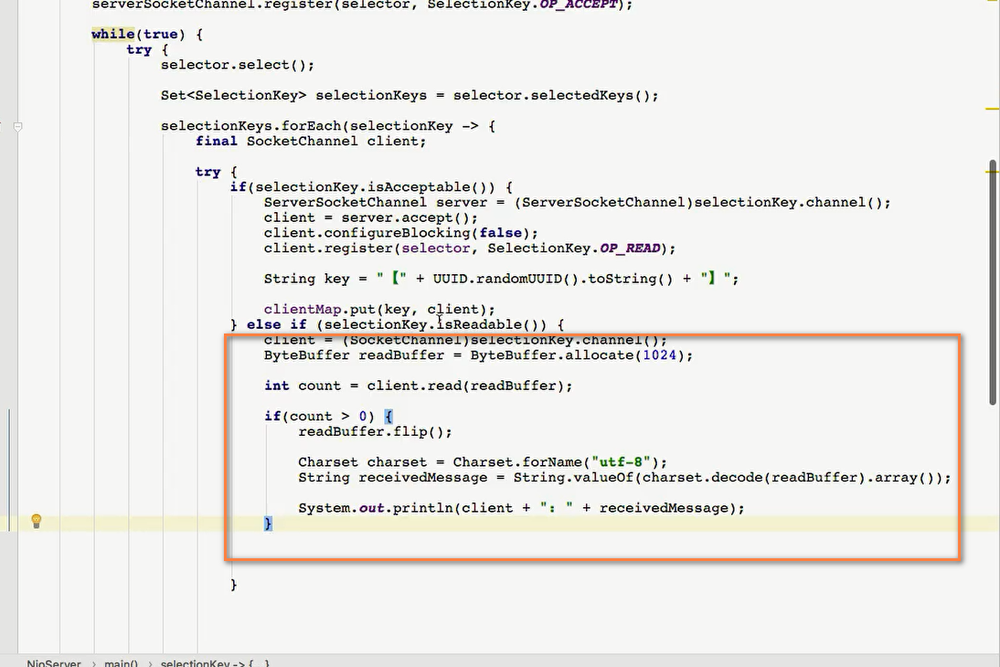 serverSocketChannel.register(selector, SelectionKey.OP_ACCEPT);
while(true) {
try {
selector.select();
Set<SelectionKey> selectionKeys = selector.selectedKeys();
selectionKeys.forEach(selectionKey -> {
final SocketChannel client;
try {
if(selectionKey.isAcceptable()) {
ServerSocketChannel server = (ServerSocketChannel)selectionKey.channel();
client = server.accept();
client.configureBlocking(false);
client.register(selector, SelectionKey.OP_READ);
String key = "【" + UUID.randomUUID().toString() + "】";
clientMap.put(key, client);
} else if (selectionKey.isReadable()) {
client = (SocketChannel)selectionKey.channel();
ByteBuffer readBuffer = ByteBuffer.allocate(1024);
int count = client.read(readBuffer);
if(count > 0) {
readBuffer.flip();
Charset charset = Charset.forName("utf-8");
String receivedMessage = String.valueOf(charset.decode(readBuffer).array());
System.out.println(client + ": " + receivedMessage);
}
}
NioServer › main() › selectionKey -> {...}